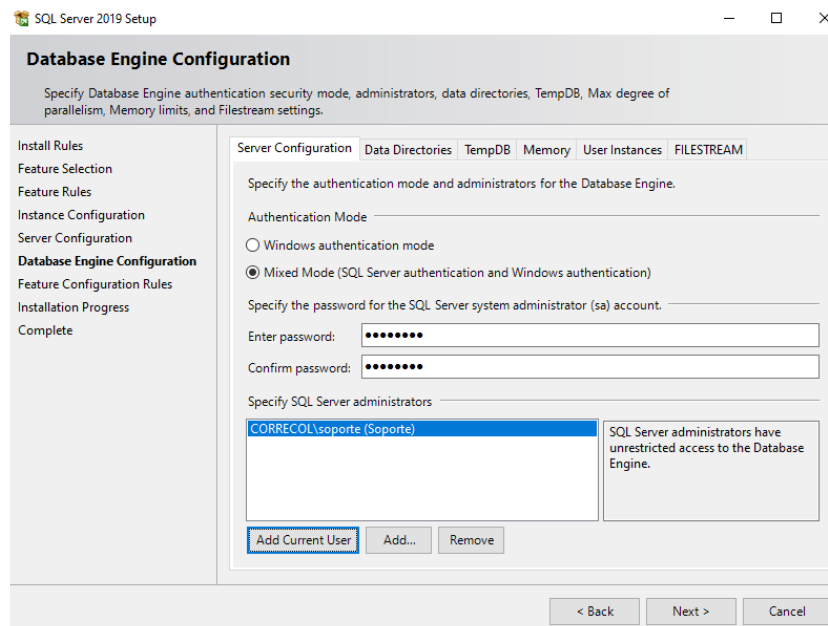 SQL Server 2019 Setup
Database Engine Configuration
Specify Database Engine authentication security mode, administrators, data directories, TempDB, Max degree of
parallelism, Memory limits, and Filestream settings.
Install Rules
Feature Selection
Feature Rules
Instance Configuration
Server Configuration
Database Engine Configuration
Feature Configuration Rules
Installation Progress
Complete
Server Configuration Data Directories TempDB Memory User Instances FILESTREAM
Specify the authentication mode and administrators for the Database Engine.
Authentication Mode
Windows authentication mode
Mixed Mode (SQL Server authentication and Windows authentication)
Specify the password for the SQL Server system administrator (sa) account.
Enter password: ●●●●●●●●
Confirm password: ●●●●●●●●
Specify SQL Server administrators
CORRECOL\soporte (Soporte)
SQL Server administrators have
unrestricted access to the Database
Engine.
Add Current User Add... Remove
< Back Next > Cancel